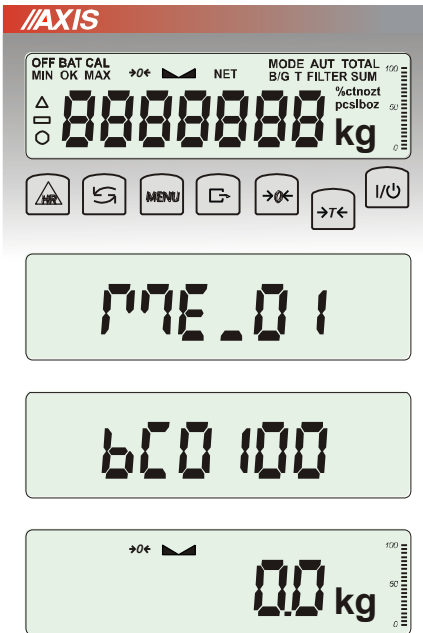 //AXIS
OFF BAT CAL MODE AUT TOTAL 100
MIN OK MAX →0← NET B/G T FILTER SUM
%ctnozt
pcslboz 50
8888888 kg 0
HR MENU →0← →T← I/⏻
ME_01
bC0100
→0← 100
50
0.0 kg 0